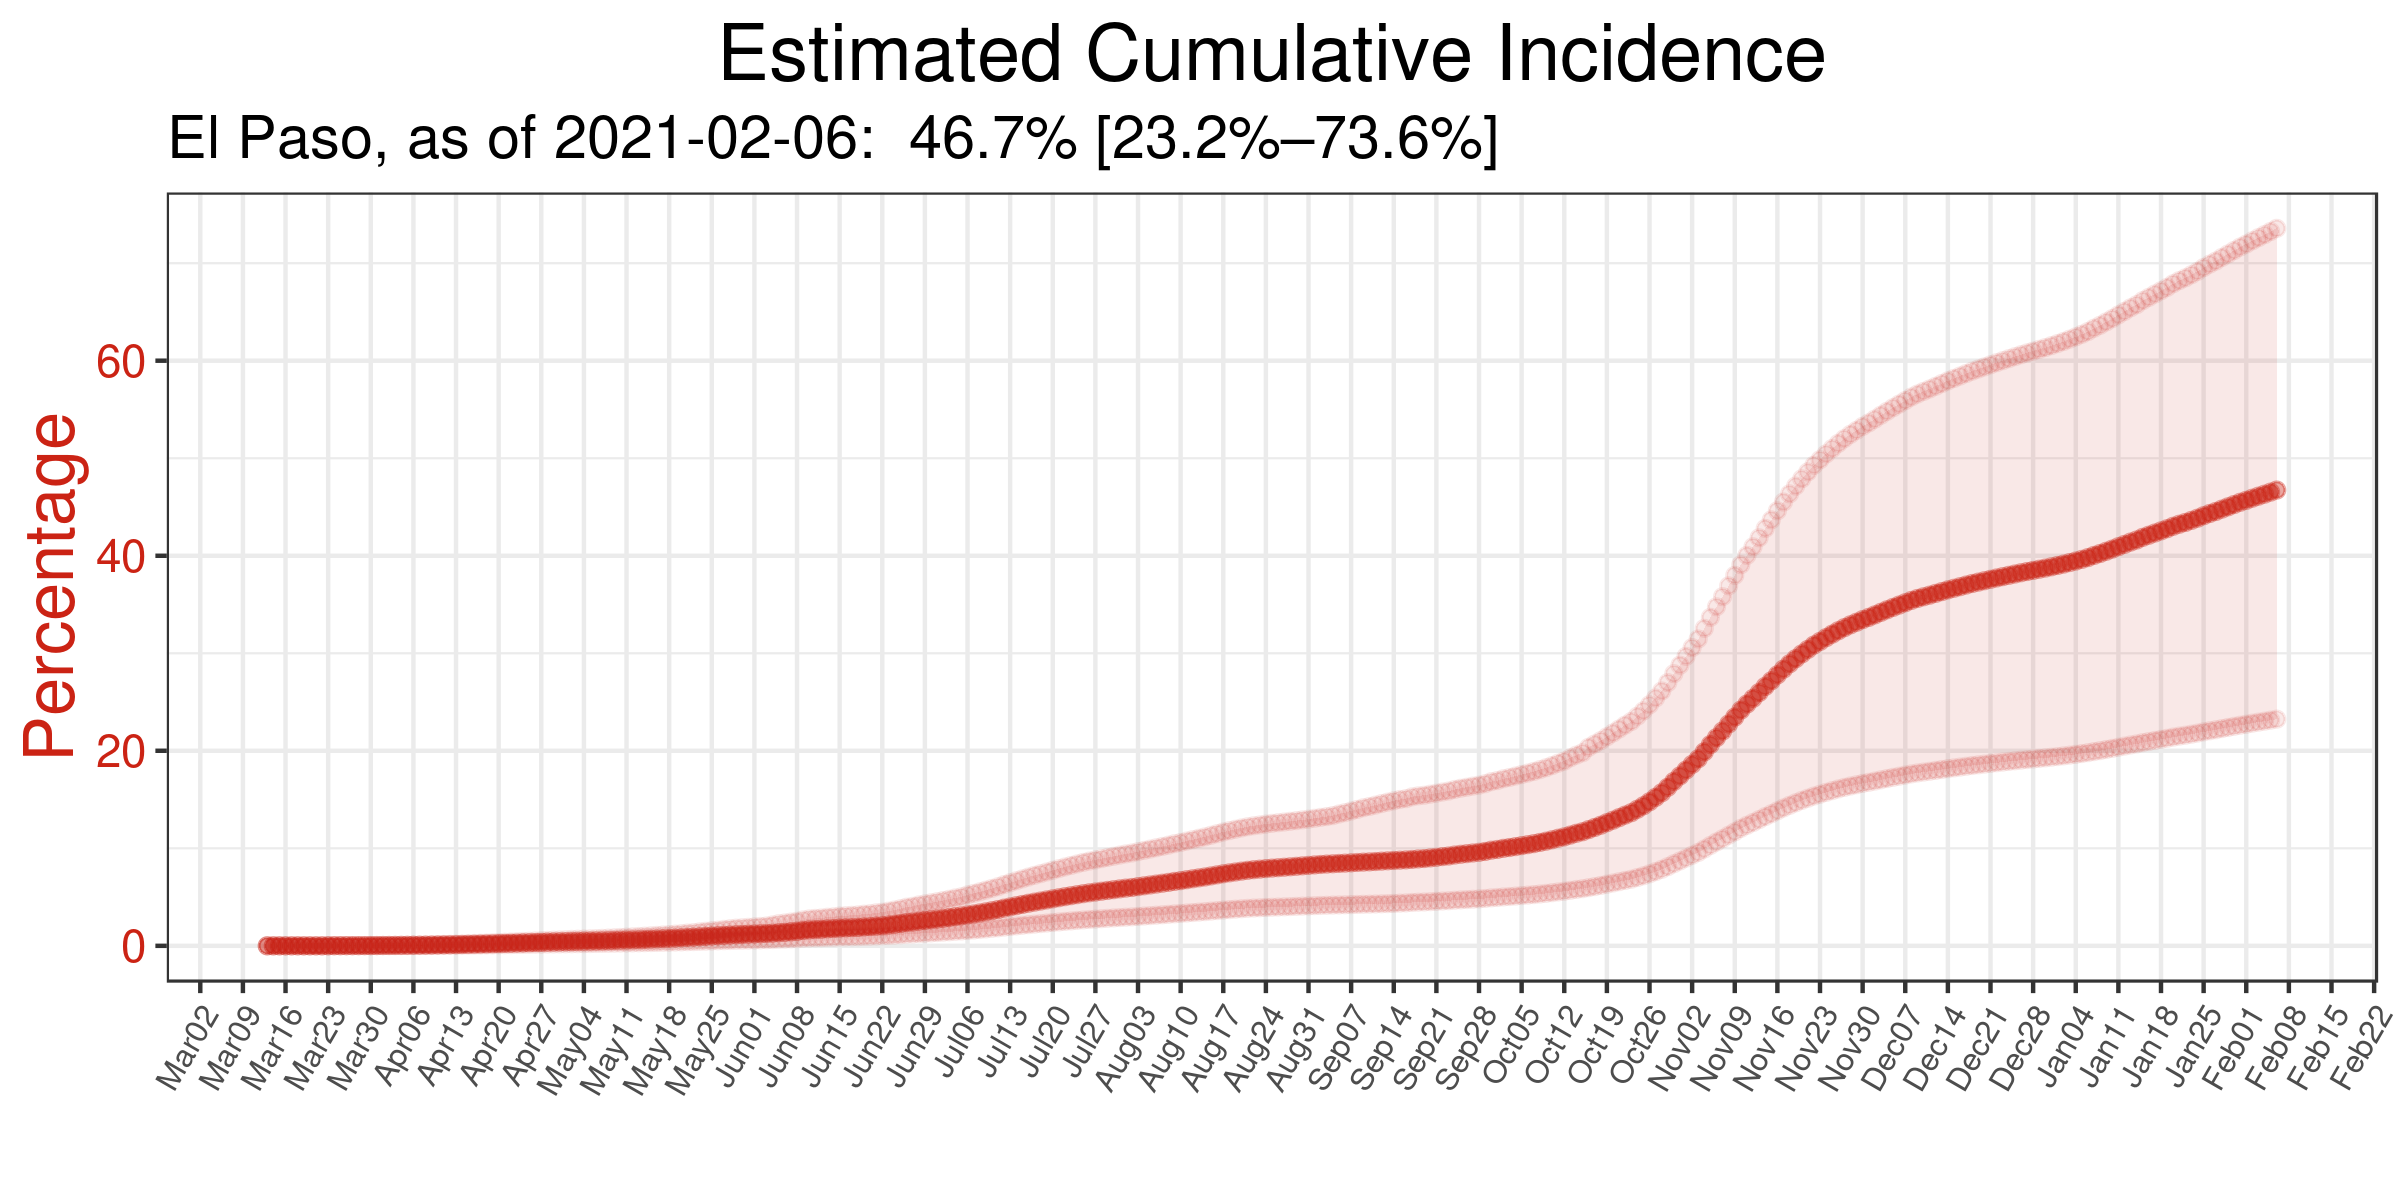 Estimated Cumulative Incidence
El Paso, as of 2021-02-06:  46.7% [23.2%–73.6%]
Percentage
60
40
20
0
Mar02
Mar09
Mar16
Mar23
Mar30
Apr06
Apr13
Apr20
Apr27
May04
May11
May18
May25
Jun01
Jun08
Jun15
Jun22
Jun29
Jul06
Jul13
Jul20
Jul27
Aug03
Aug10
Aug17
Aug24
Aug31
Sep07
Sep14
Sep21
Sep28
Oct05
Oct12
Oct19
Oct26
Nov02
Nov09
Nov16
Nov23
Nov30
Dec07
Dec14
Dec21
Dec28
Jan04
Jan11
Jan18
Jan25
Feb01
Feb08
Feb15
Feb22